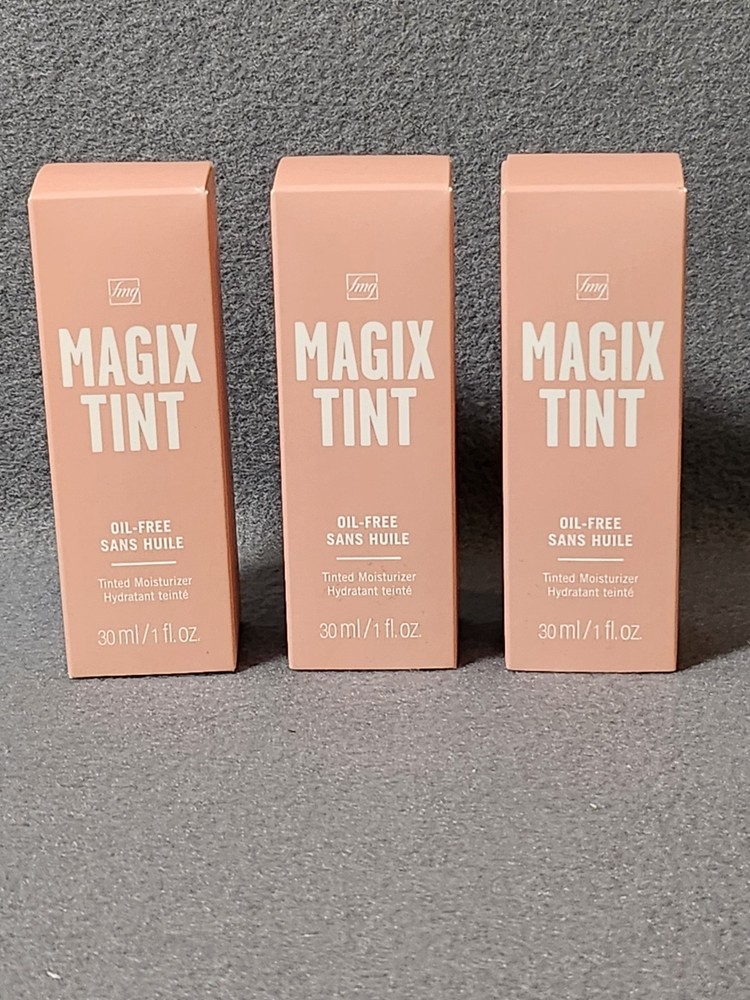 fmg
MAGIX
TINT
OIL-FREE
SANS HUILE
Tinted Moisturizer
Hydratant teinté
30 ml/1 fl. oz.
fmg
MAGIX
TINT
OIL-FREE
SANS HUILE
Tinted Moisturizer
Hydratant teinté
30 ml/1 fl. oz.
fmg
MAGIX
TINT
OIL-FREE
SANS HUILE
Tinted Moisturizer
Hydratant teinté
30 ml/1 fl. oz.